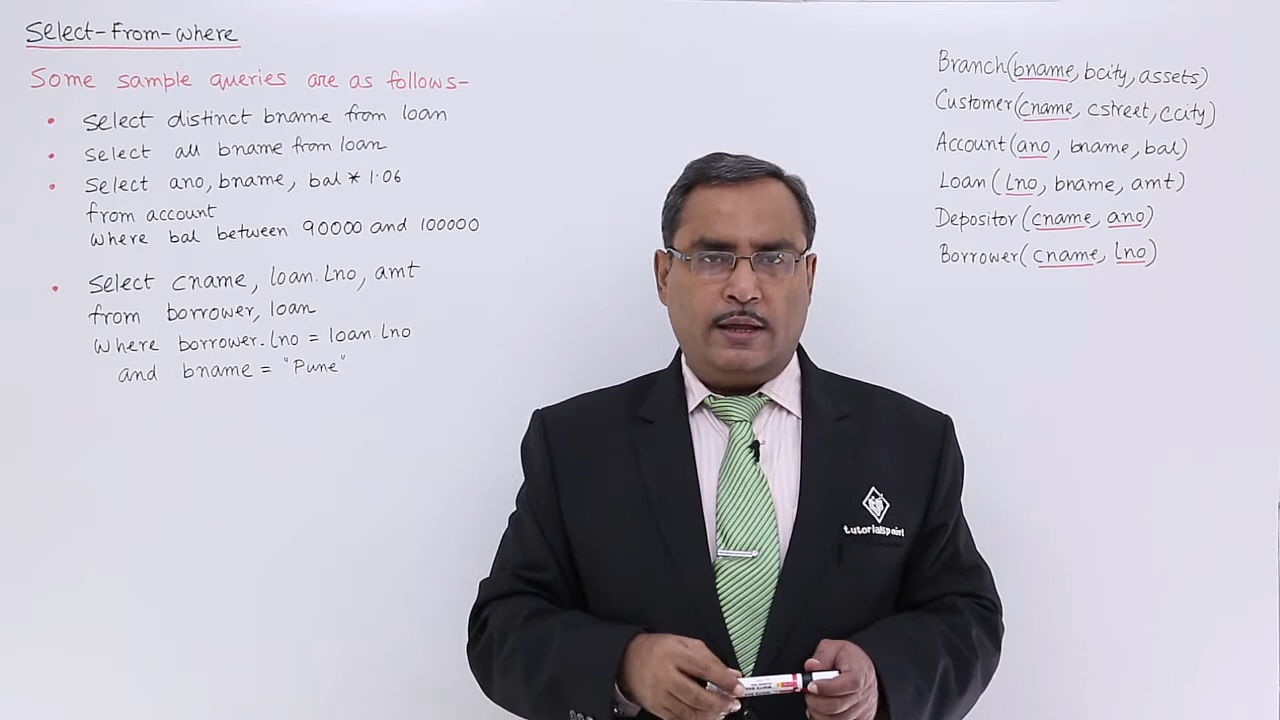 Select-From-Where
Some sample queries are as follows-
• Select distinct bname from loan
• Select all bname from loan
• Select ano, bname, bal * 1.06
from account
Where bal between 90000 and 100000
• Select cname, loan.lno, amt
from borrower, loan
Where borrower.lno = loan.lno
and bname = "Pune"
Branch(bname, bcity, assets)
Customer(cname, cstreet, ccity)
Account(ano, bname, bal)
Loan(lno, bname, amt)
Depositor(cname, ano)
Borrower(cname, lno)
tutorialspoint